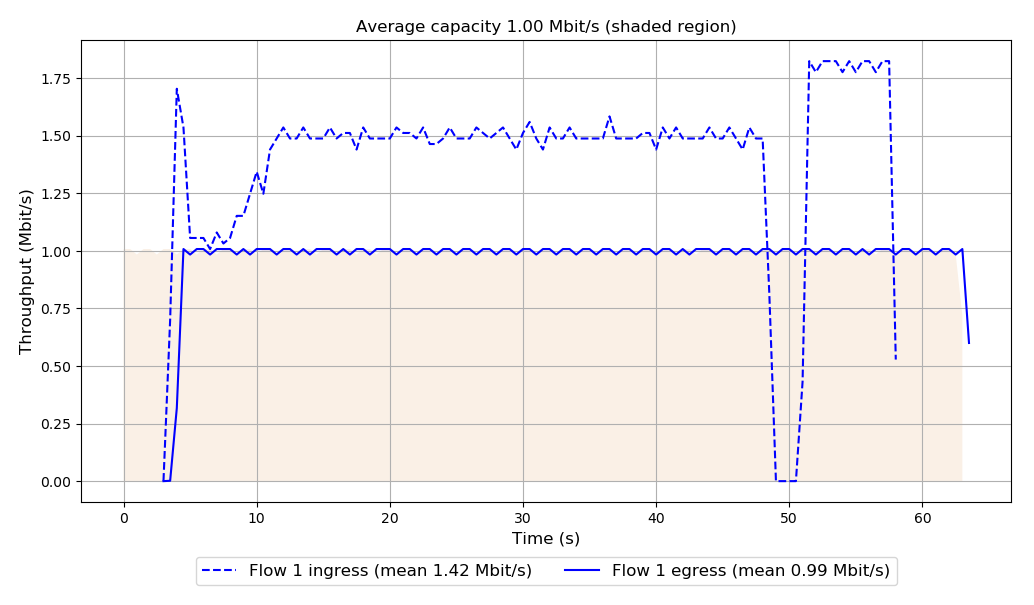 Average capacity 1.00 Mbit/s (shaded region)
Throughput (Mbit/s)
1.75
1.50
1.25
1.00
0.75
0.50
0.25
0.00
0 10 20 30 40 50 60
Time (s)
Flow 1 ingress (mean 1.42 Mbit/s) Flow 1 egress (mean 0.99 Mbit/s)